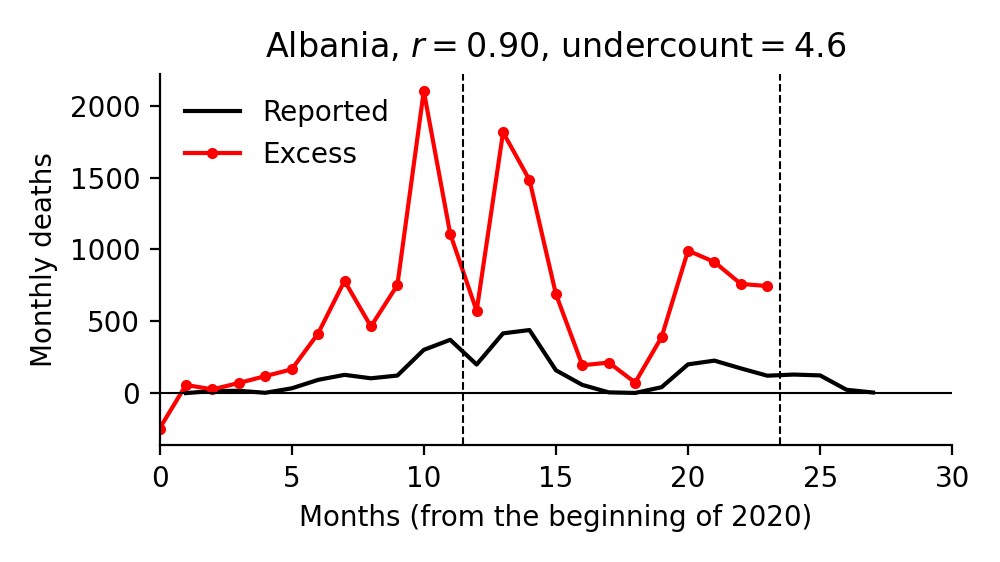 Albania, r = 0.90, undercount = 4.6
Reported
Excess
Monthly deaths
2000
1500
1000
500
0
0 5 10 15 20 25 30
Months (from the beginning of 2020)